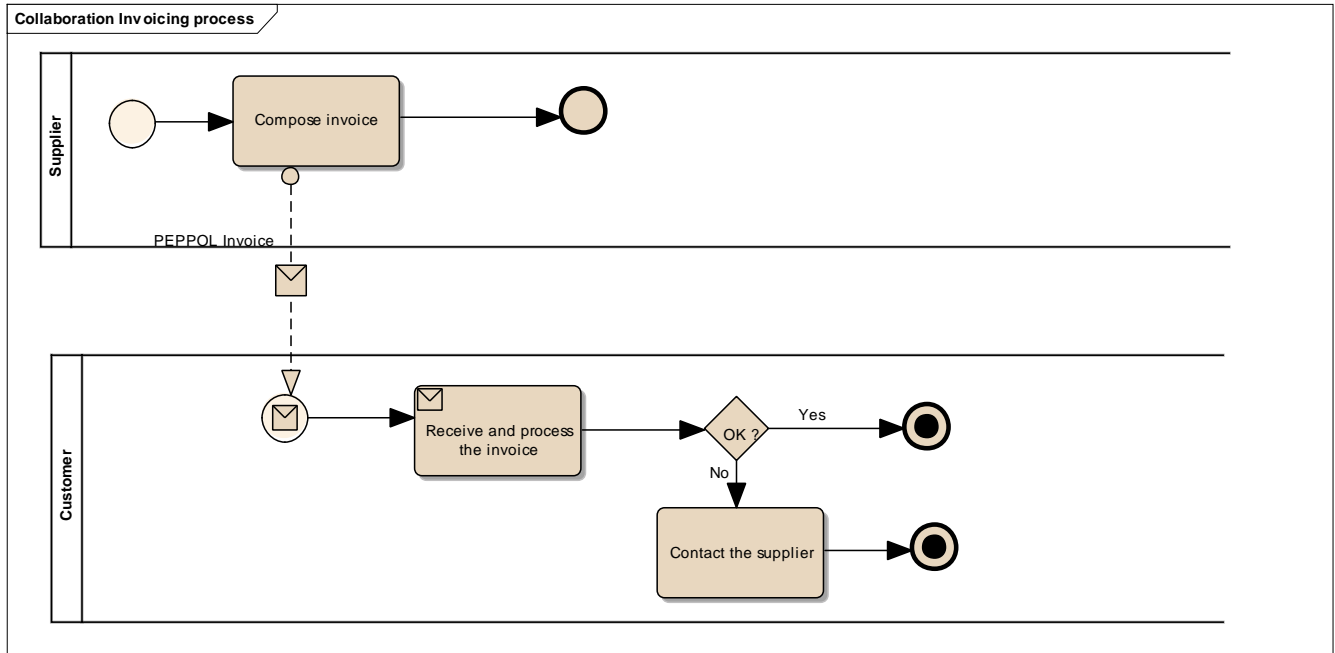 Collaboration Invoicing process
Supplier
Compose invoice
PEPPOL Invoice
Customer
Receive and process
the invoice
OK ?
Yes
No
Contact the supplier